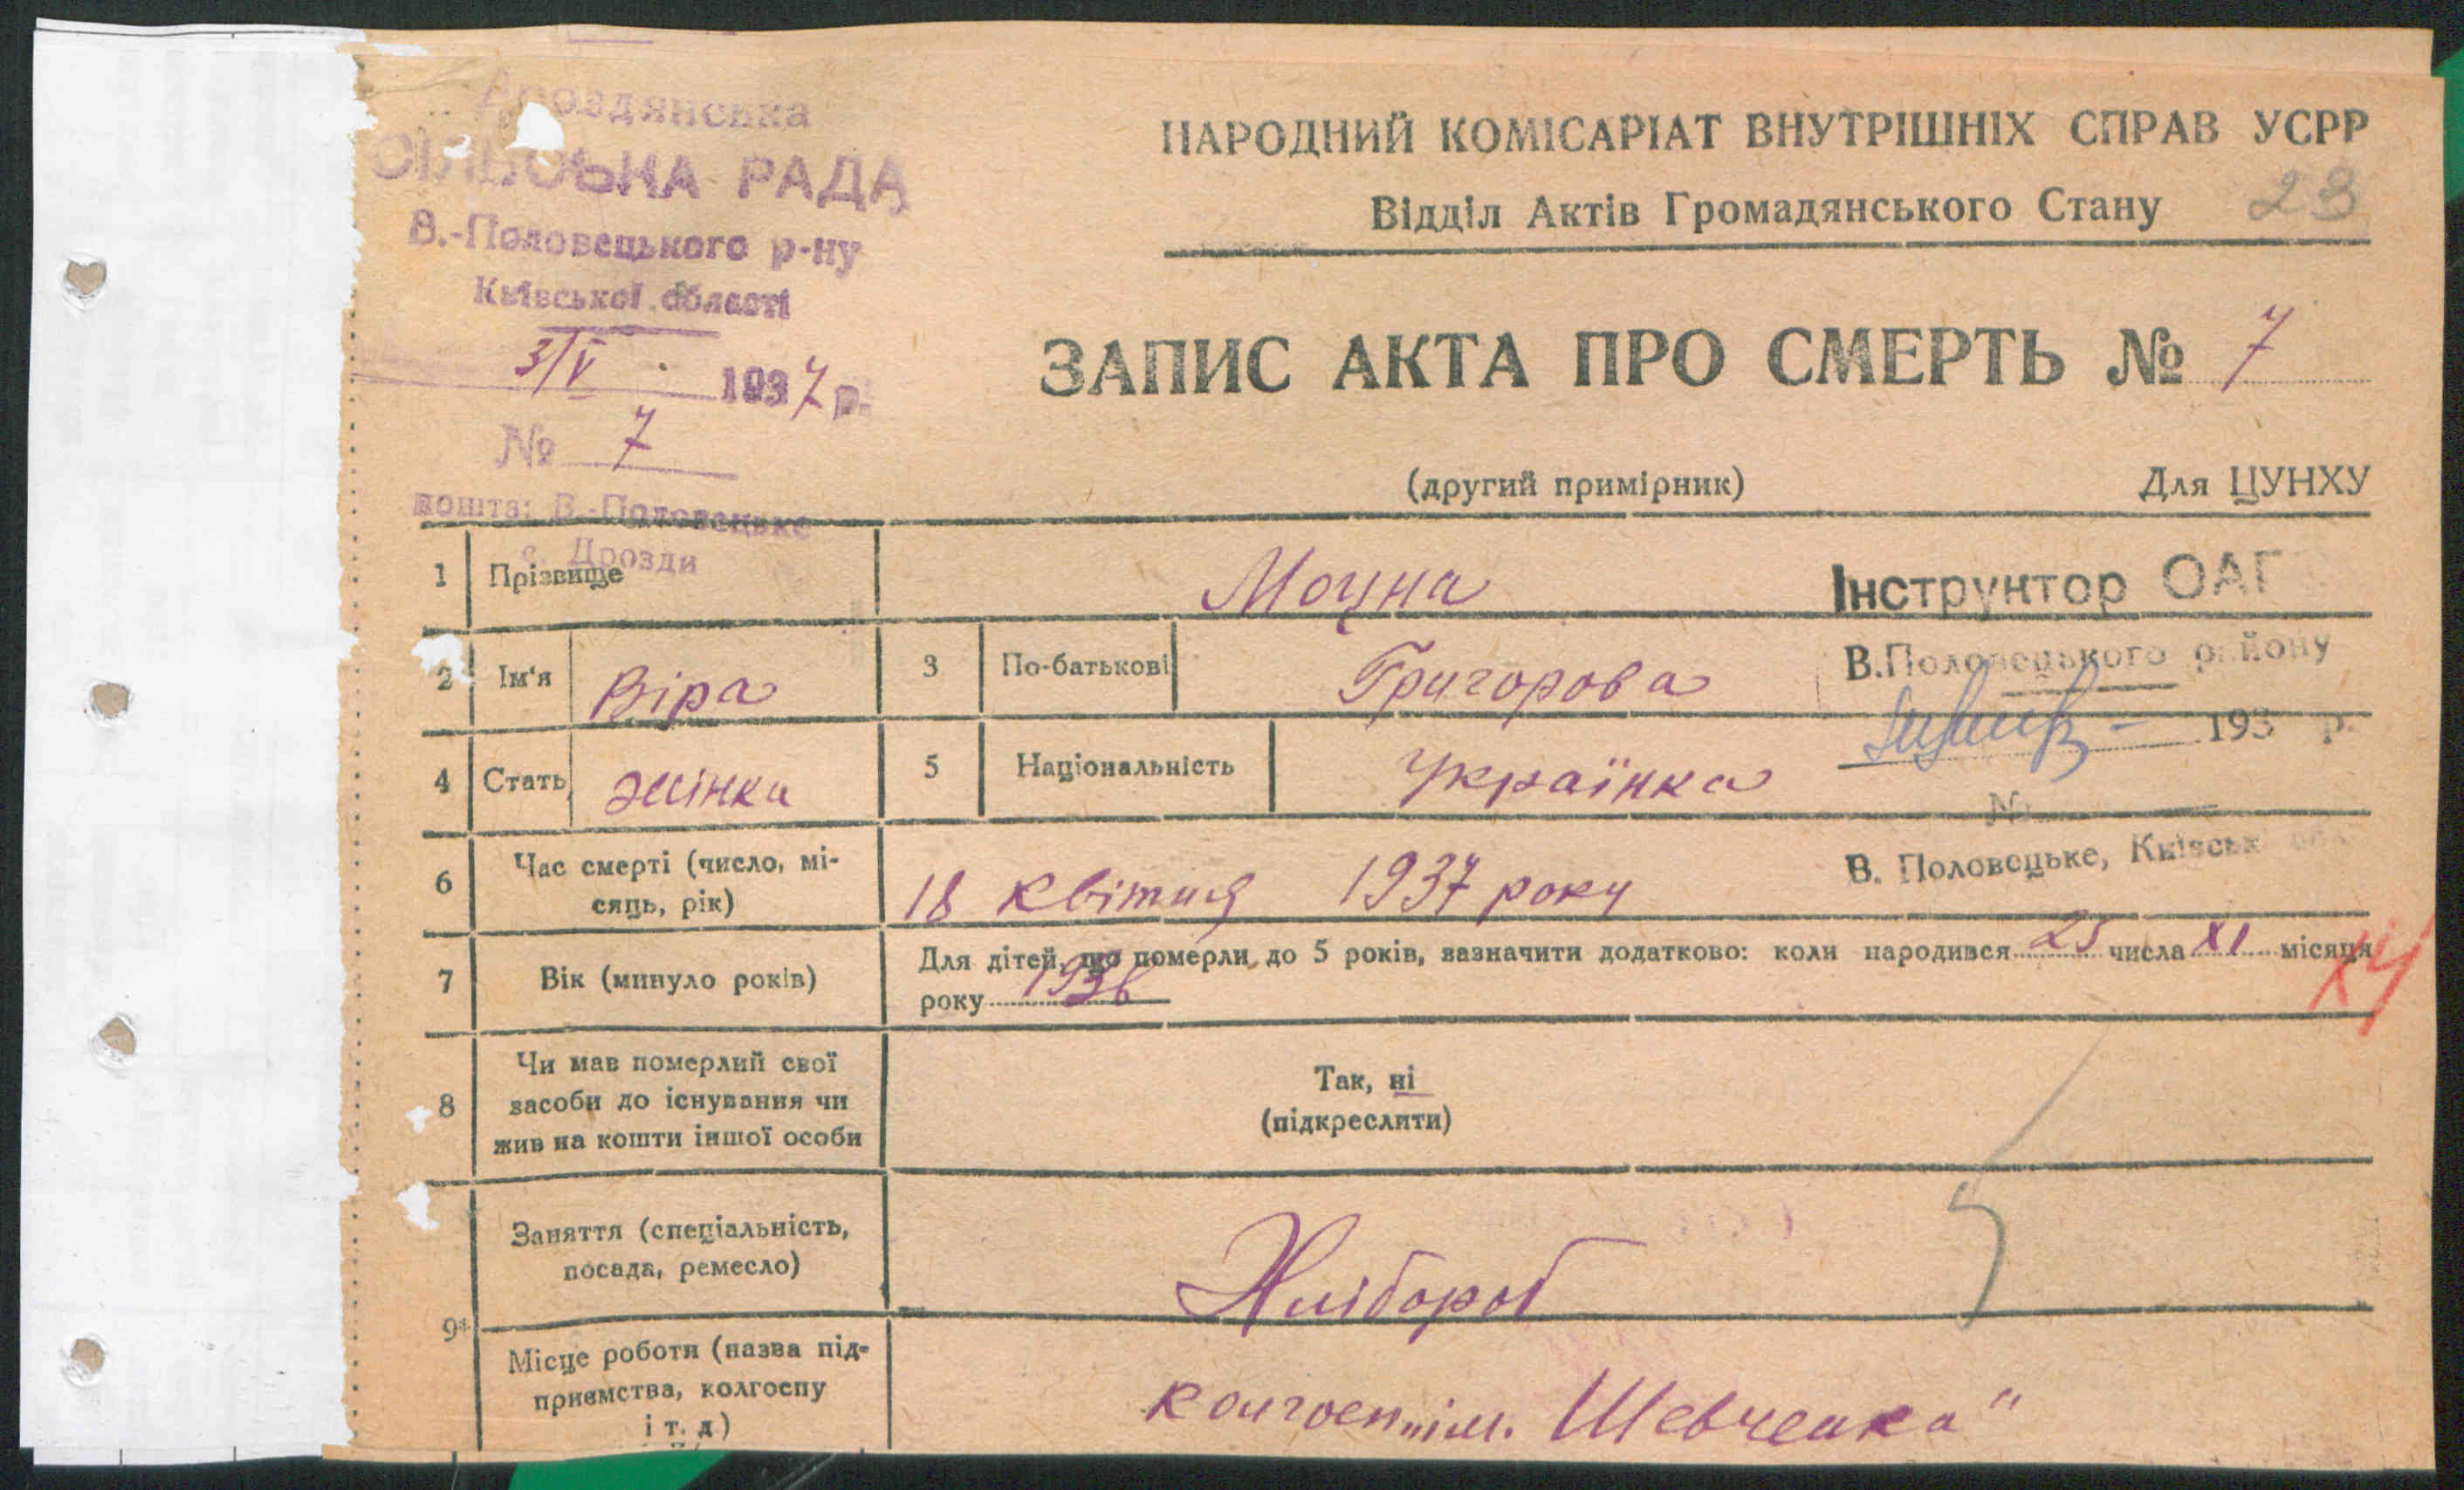 Дроздянська
СІЛЬСЬКА РАДА
В.-Половецького р-ну
Київської області
3/V 1937 р.
№ 7
пошта: В.-Половецьке
с. Дрозди
НАРОДНИЙ КОМІСАРІАТ ВНУТРІШНІХ СПРАВ УСРР
Відділ Актів Громадянського Стану 23
ЗАПИС АКТА ПРО СМЕРТЬ № 7
(другий примірник) Для ЦУНХУ
1 Прізвище Моцна
Інструктор ОАГ
2 Ім'я Віра 3 По-батькові Григорова
В.Половецького району
193 р.
4 Стать жінка 5 Національність Українка
№
6 Час смерті (число, мі-
сяць, рік) 18 Квітня 1937 року
В. Половецьке, Київськ обл
7 Вік (минуло років) Для дітей, що померли до 5 років, зазначити додатково: коли народився 25 числа XI місяця
року 1936
8 Чи мав померлий свої
засоби до існування чи
жив на кошти іншої особи
Так, ні
(підкреслити)
9 Заняття (спеціальність,
посада, ремесло) Хлібороб
Місце роботи (назва під-
приємства, колгоспу
і т. д) колгосп „ім. Шевченка"